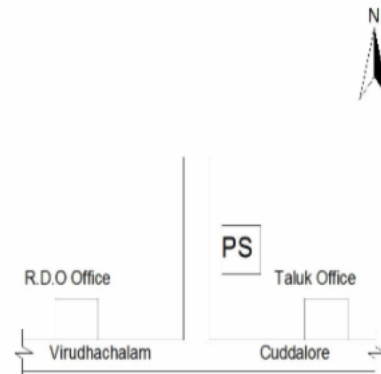 N
PS
R.D.O Office
Taluk Office
Virudhachalam
Cuddalore